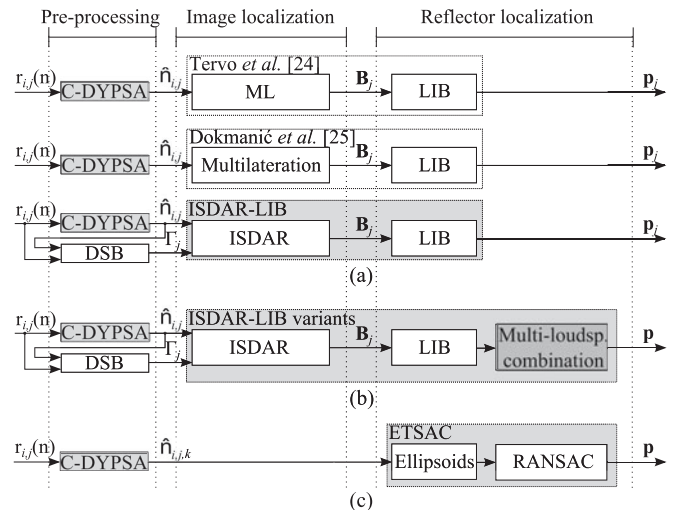 Pre-processing Image localization Reflector localization
Tervo et al. [24]
r_{i,j}(n) C-DYPSA n̂_{i,j} ML B_j LIB p_j
Dokmanić et al. [25]
r_{i,j}(n) C-DYPSA n̂_{i,j} Multilateration B_j LIB p_j
ISDAR-LIB
r_{i,j}(n) C-DYPSA n̂_{i,j} ISDAR B_j LIB p_j
DSB Γ_j
(a)
ISDAR-LIB variants
r_{i,j}(n) C-DYPSA n̂_{i,j} ISDAR B_j LIB Multi-loudsp. combination p
DSB Γ_j
(b)
ETSAC
r_{i,j}(n) C-DYPSA n̂_{i,j,k} Ellipsoids RANSAC p
(c)